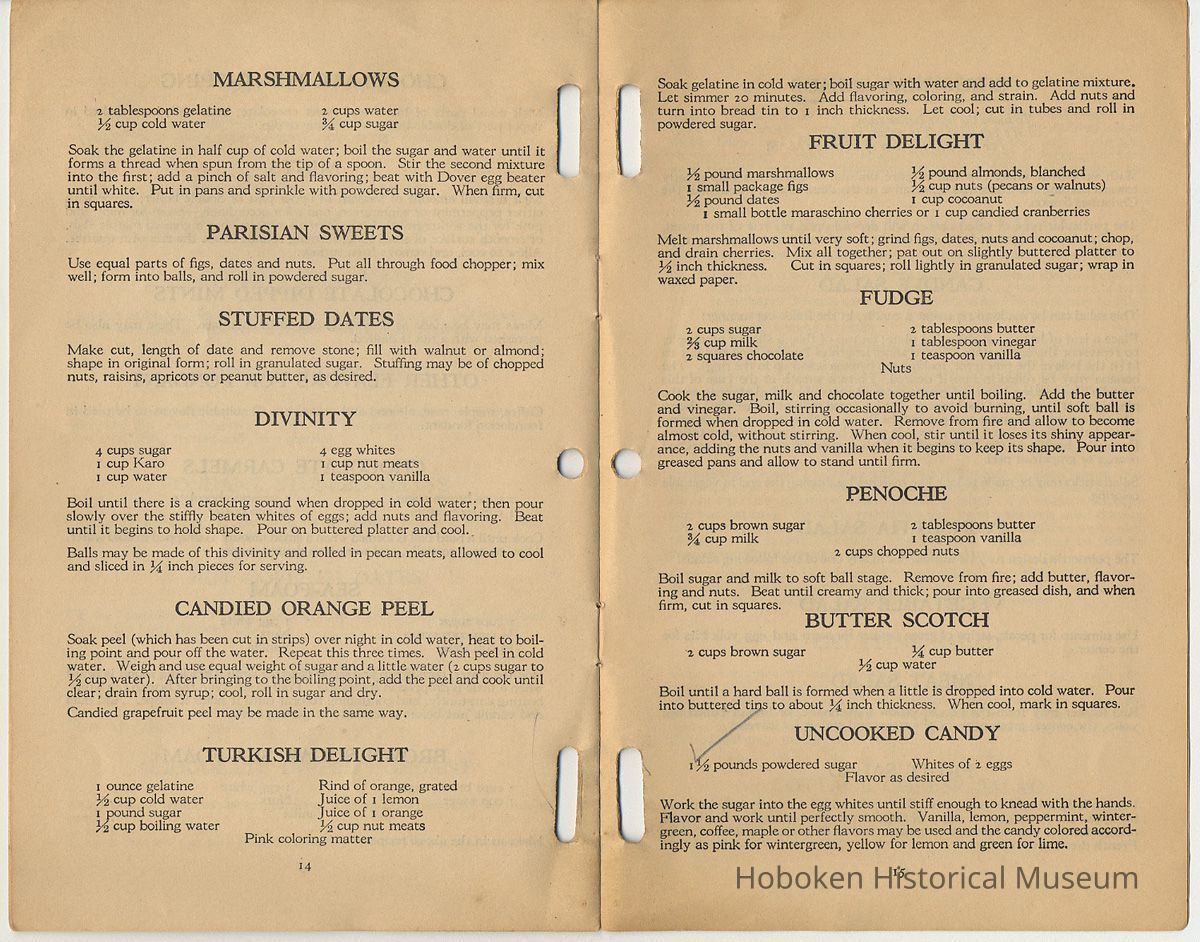 MARSHMALLOWS
2 tablespoons gelatine 2 cups water
½ cup cold water ¾ cup sugar
Soak the gelatine in half cup of cold water; boil the sugar and water until it
forms a thread when spun from the tip of a spoon. Stir the second mixture
into the first; add a pinch of salt and flavoring; beat with Dover egg beater
until white. Put in pans and sprinkle with powdered sugar. When firm, cut
in squares.
PARISIAN SWEETS
Use equal parts of figs, dates and nuts. Put all through food chopper; mix
well; form into balls, and roll in powdered sugar.
STUFFED DATES
Make cut, length of date and remove stone; fill with walnut or almond;
shape in original form; roll in granulated sugar. Stuffing may be of chopped
nuts, raisins, apricots or peanut butter, as desired.
DIVINITY
4 cups sugar 4 egg whites
1 cup Karo 1 cup nut meats
1 cup water 1 teaspoon vanilla
Boil until there is a cracking sound when dropped in cold water; then pour
slowly over the stiffly beaten whites of eggs; add nuts and flavoring. Beat
until it begins to hold shape. Pour on buttered platter and cool.
Balls may be made of this divinity and rolled in pecan meats, allowed to cool
and sliced in ¼ inch pieces for serving.
CANDIED ORANGE PEEL
Soak peel (which has been cut in strips) over night in cold water, heat to boil-
ing point and pour off the water. Repeat this three times. Wash peel in cold
water. Weigh and use equal weight of sugar and a little water (2 cups sugar to
½ cup water). After bringing to the boiling point, add the peel and cook until
clear; drain from syrup; cool, roll in sugar and dry.
Candied grapefruit peel may be made in the same way.
TURKISH DELIGHT
1 ounce gelatine Rind of orange, grated
½ cup cold water Juice of 1 lemon
1 pound sugar Juice of 1 orange
½ cup boiling water ½ cup nut meats
Pink coloring matter
14
Soak gelatine in cold water; boil sugar with water and add to gelatine mixture.
Let simmer 20 minutes. Add flavoring, coloring, and strain. Add nuts and
turn into bread tin to 1 inch thickness. Let cool; cut in tubes and roll in
powdered sugar.
FRUIT DELIGHT
½ pound marshmallows ½ pound almonds, blanched
1 small package figs ½ cup nuts (pecans or walnuts)
½ pound dates 1 cup cocoanut
1 small bottle maraschino cherries or 1 cup candied cranberries
Melt marshmallows until very soft; grind figs, dates, nuts and cocoanut; chop,
and drain cherries. Mix all together; pat out on slightly buttered platter to
½ inch thickness. Cut in squares; roll lightly in granulated sugar; wrap in
waxed paper.
FUDGE
2 cups sugar 2 tablespoons butter
⅔ cup milk 1 tablespoon vinegar
2 squares chocolate 1 teaspoon vanilla
Nuts
Cook the sugar, milk and chocolate together until boiling. Add the butter
and vinegar. Boil, stirring occasionally to avoid burning, until soft ball is
formed when dropped in cold water. Remove from fire and allow to become
almost cold, without stirring. When cool, stir until it loses its shiny appear-
ance, adding the nuts and vanilla when it begins to keep its shape. Pour into
greased pans and allow to stand until firm.
PENOCHE
2 cups brown sugar 2 tablespoons butter
¾ cup milk 1 teaspoon vanilla
2 cups chopped nuts
Boil sugar and milk to soft ball stage. Remove from fire; add butter, flavor-
ing and nuts. Beat until creamy and thick; pour into greased dish, and when
firm, cut in squares.
BUTTER SCOTCH
2 cups brown sugar ¼ cup butter
½ cup water
Boil until a hard ball is formed when a little is dropped into cold water. Pour
into buttered tins to about ¼ inch thickness. When cool, mark in squares.
UNCOOKED CANDY
1½ pounds powdered sugar Whites of 2 eggs
Flavor as desired
Work the sugar into the egg whites until stiff enough to knead with the hands.
Flavor and work until perfectly smooth. Vanilla, lemon, peppermint, winter-
green, coffee, maple or other flavors may be used and the candy colored accord-
ingly as pink for wintergreen, yellow for lemon and green for lime.
15
Hoboken Historical Museum